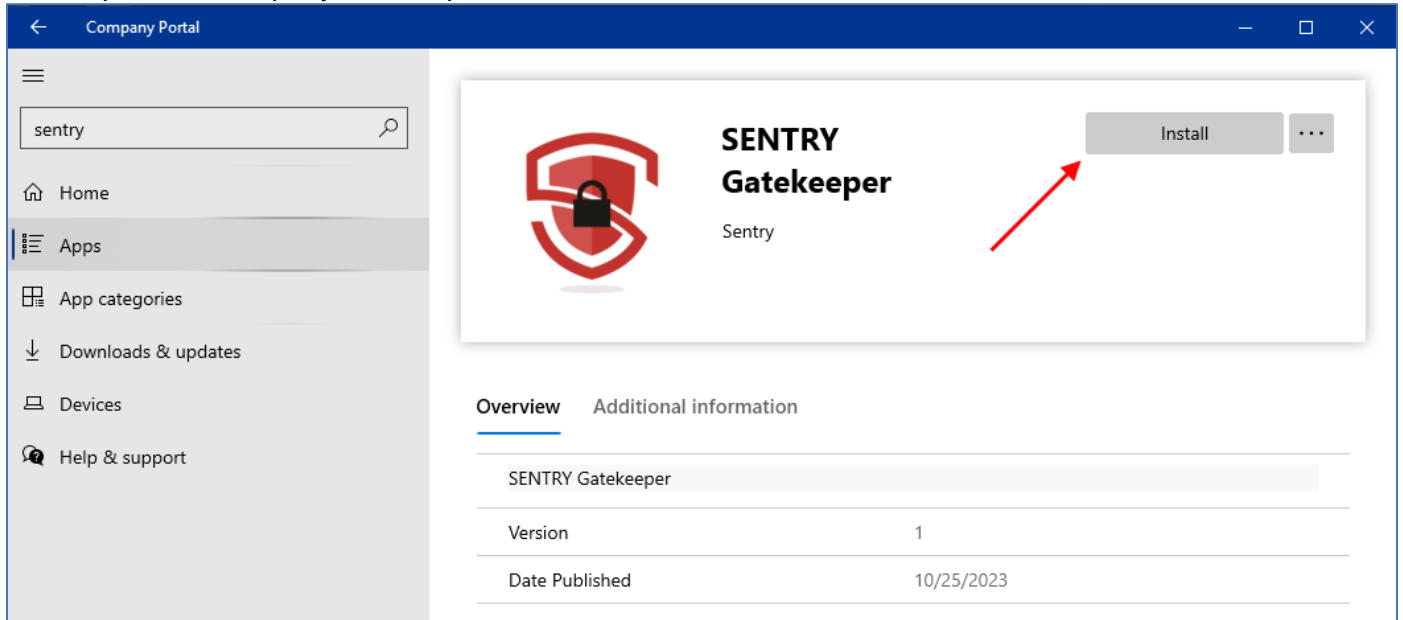 Company Portal
sentry
Home
Apps
App categories
Downloads & updates
Devices
Help & support
SENTRY
Gatekeeper
Sentry
Install
...
Overview Additional information
SENTRY Gatekeeper
Version 1
Date Published 10/25/2023